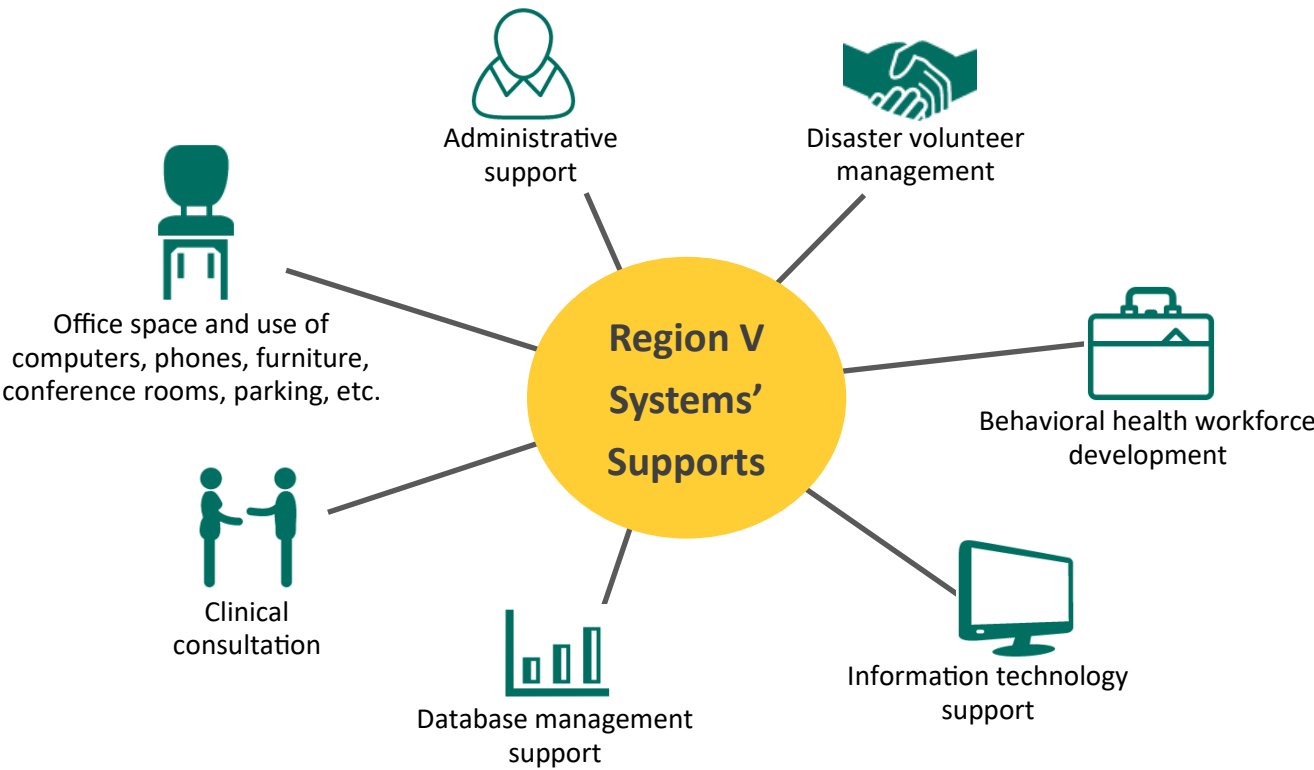 Administrative
support
Disaster volunteer
management
Office space and use of
computers, phones, furniture,
conference rooms, parking, etc.
Region V
Systems’
Supports
Behavioral health workforce
development
Clinical
consultation
Information technology
support
Database management
support